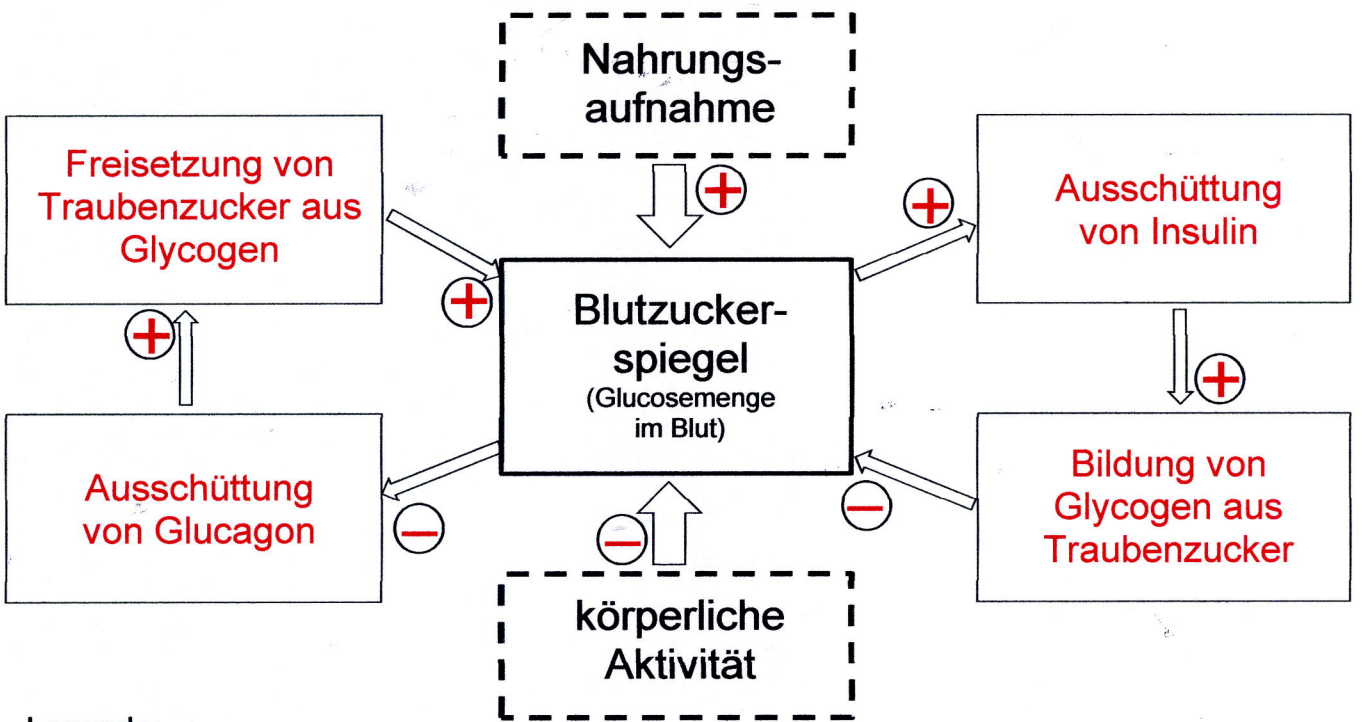 Nahrungs-
aufnahme
Freisetzung von
Traubenzucker aus
Glycogen
+
+
Ausschüttung
von Insulin
+
+
Blutzucker-
spiegel
(Glucosemenge
im Blut)
+
+
Ausschüttung
von Glucagon
−
−
−
Bildung von
Glycogen aus
Traubenzucker
körperliche
Aktivität